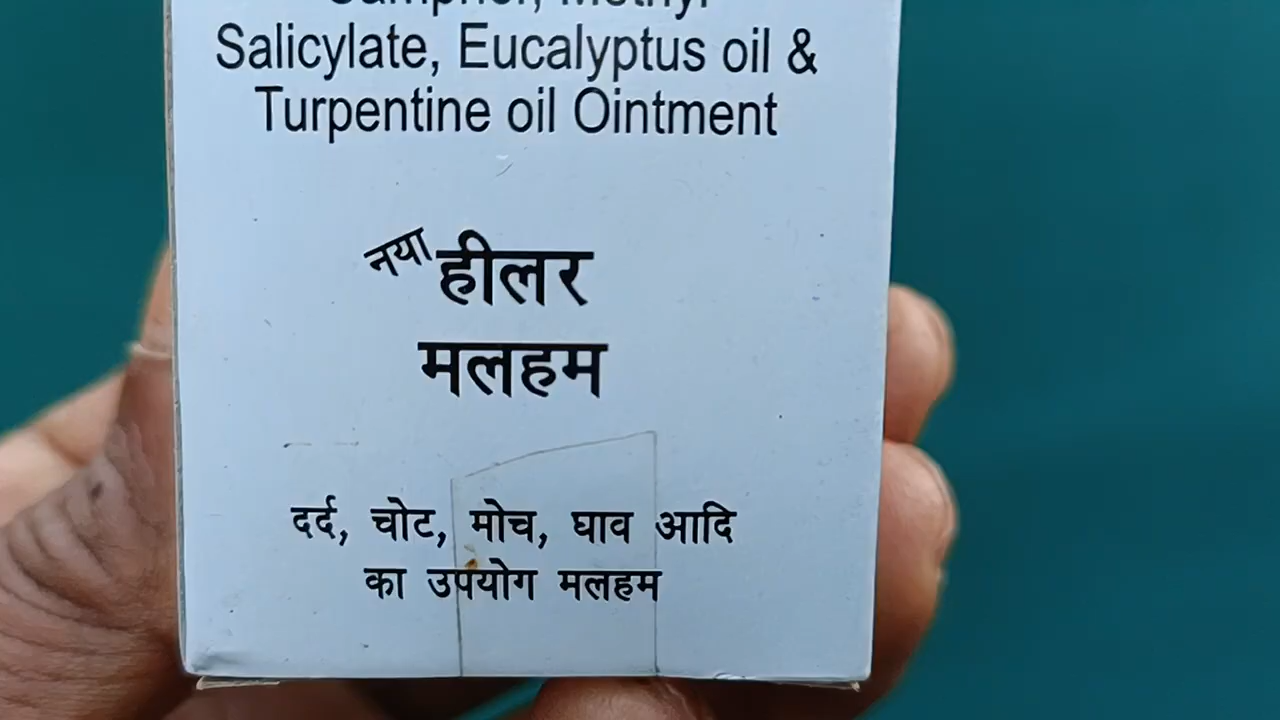 Salicylate, Eucalyptus oil &
Turpentine oil Ointment
नया हीलर
मलहम
दर्द, चोट, मोच, घाव आदि
का उपयोग मलहम